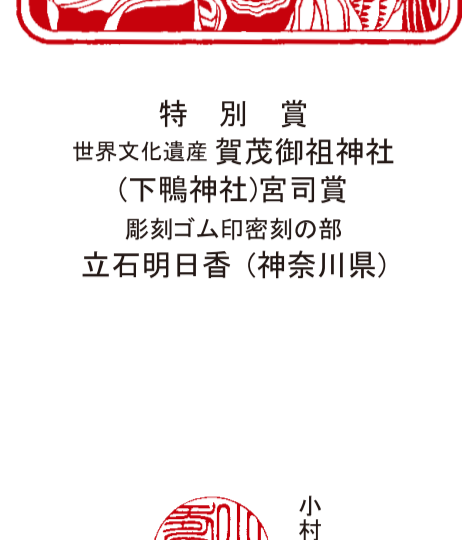 特 別 賞
世界文化遺産 賀茂御祖神社
(下鴨神社)宮司賞
彫刻ゴム印密刻の部
立石明日香 (神奈川県)
小村